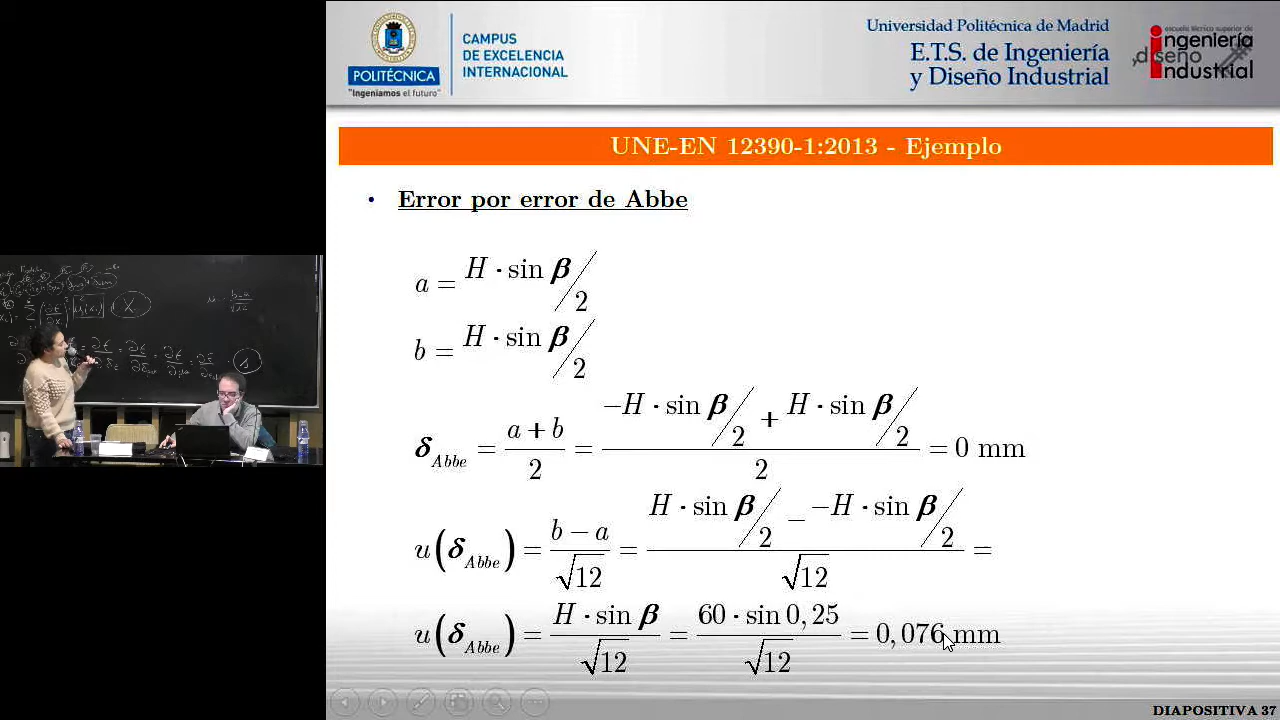 POLITÉCNICA
"Ingeniamos el futuro"
CAMPUS
DE EXCELENCIA
INTERNACIONAL
Universidad Politécnica de Madrid
E.T.S. de Ingeniería
y Diseño Industrial
escuela técnico superior de
ingeniería
diseño
industrial
UNE-EN 12390-1:2013 - Ejemplo
• Error por error de Abbe
a = H · sin β / 2
b = H · sin β / 2
δ_Abbe = (a + b) / 2 = (−H · sin β / 2 + H · sin β / 2) / 2 = 0 mm
u(δ_Abbe) = (b − a) / √12 = (H · sin β / 2 − −H · sin β / 2) / √12 =
u(δ_Abbe) = H · sin β / √12 = 60 · sin 0,25 / √12 = 0,076 mm
DIAPOSITIVA 37